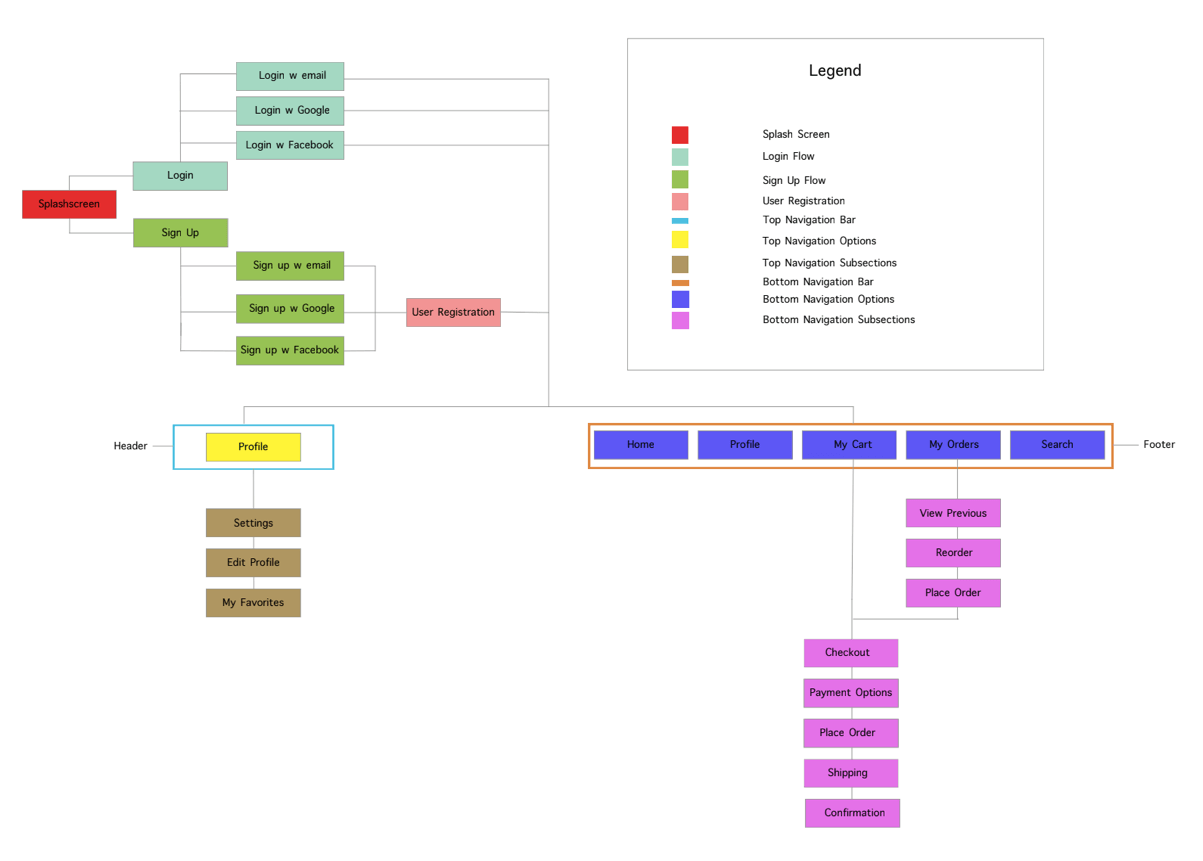 Login w email
Login w Google
Login w Facebook
Login
Splashscreen
Sign Up
Sign up w email
Sign up w Google
Sign up w Facebook
User Registration
Legend
Splash Screen
Login Flow
Sign Up Flow
User Registration
Top Navigation Bar
Top Navigation Options
Top Navigation Subsections
Bottom Navigation Bar
Bottom Navigation Options
Bottom Navigation Subsections
Header
Profile
Settings
Edit Profile
My Favorites
Home
Profile
My Cart
My Orders
Search
Footer
View Previous
Reorder
Place Order
Checkout
Payment Options
Place Order
Shipping
Confirmation